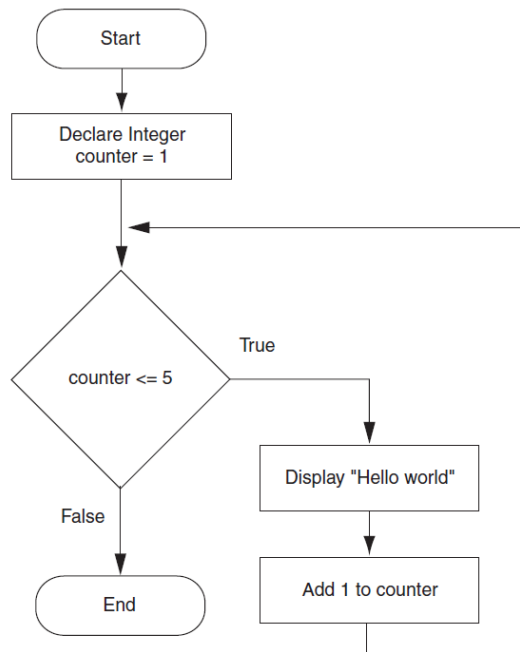 Start
Declare Integer
counter = 1
True
counter <= 5
Display "Hello world"
False
Add 1 to counter
End